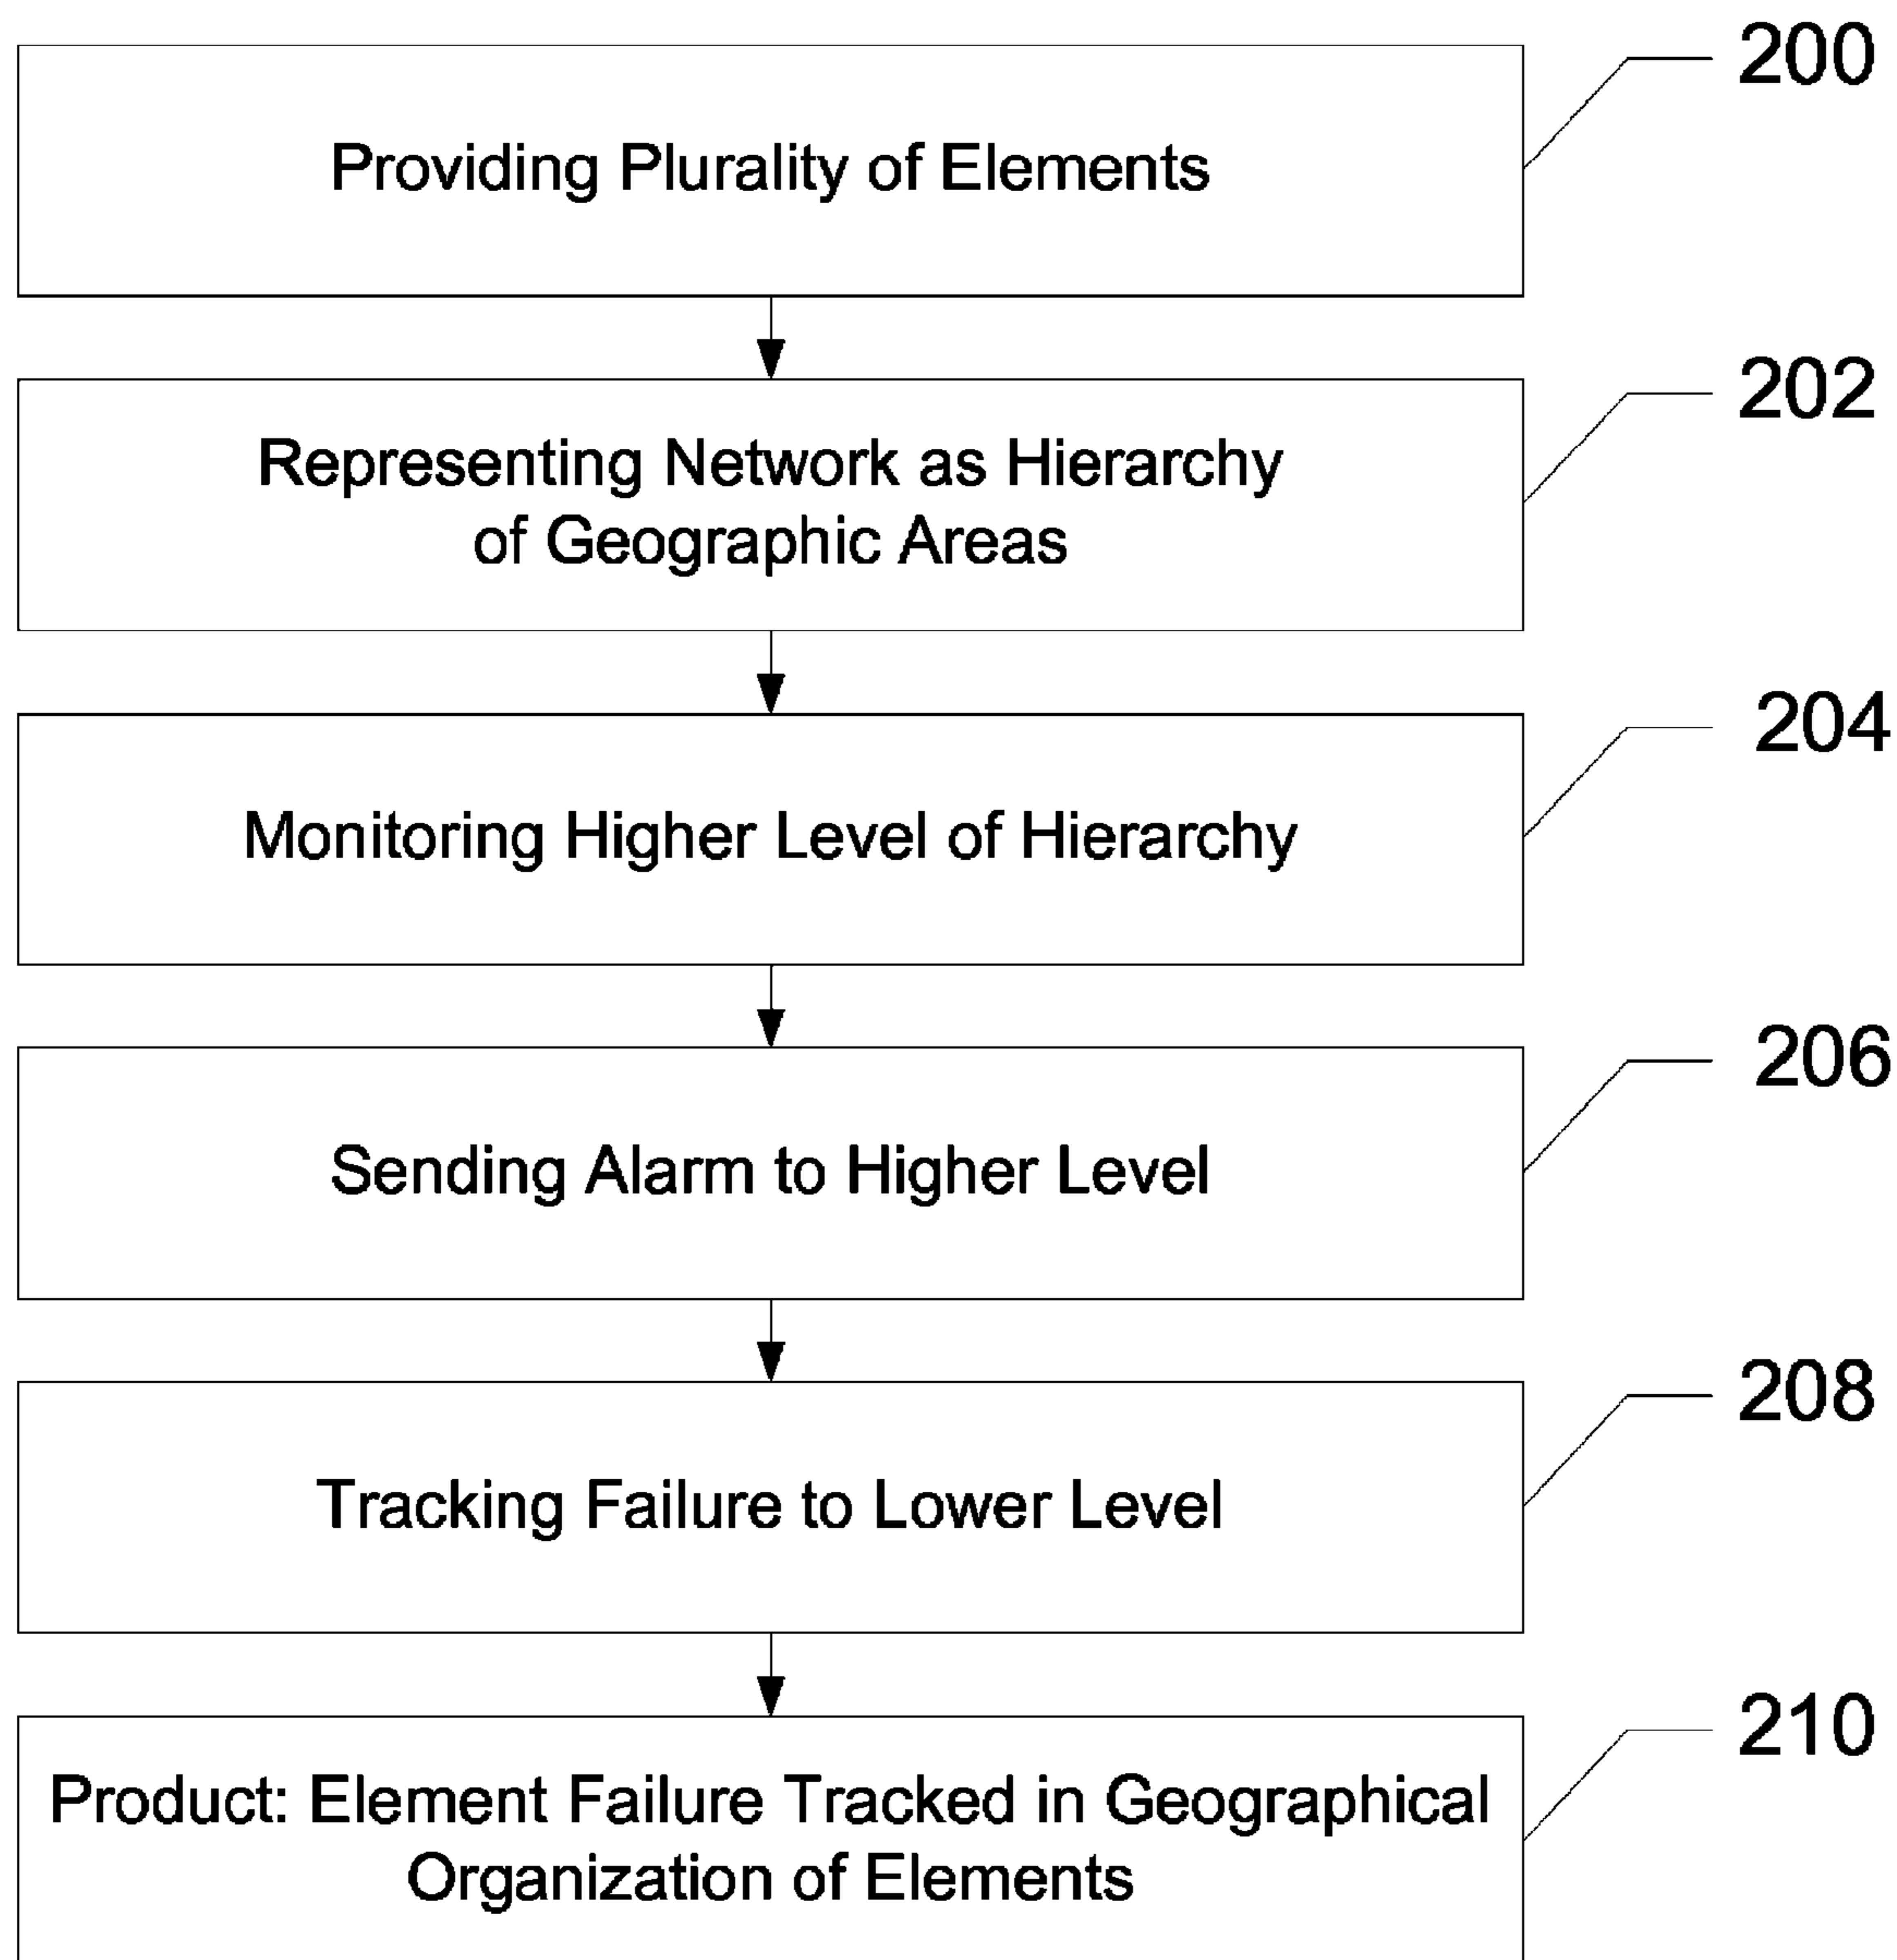 200
Providing Plurality of Elements
202
Representing Network as Hierarchy
of Geographic Areas
204
Monitoring Higher Level of Hierarchy
206
Sending Alarm to Higher Level
208
Tracking Failure to Lower Level
210
Product: Element Failure Tracked in Geographical
Organization of Elements